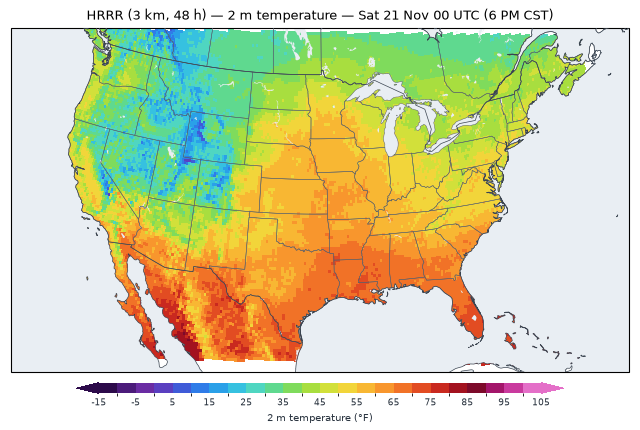 HRRR (3 km, 48 h) — 2 m temperature — Sat 21 Nov 00 UTC (6 PM CST)
-15 -5 5 15 25 35 45 55 65 75 85 95 105
2 m temperature (°F)